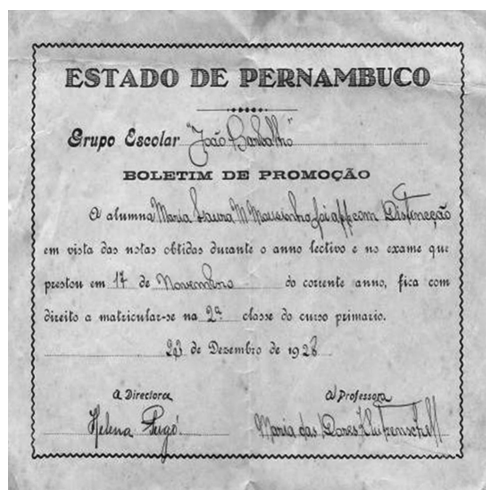 ESTADO DE PERNAMBUCO
Grupo Escolar "João Barbalho"
BOLETIM DE PROMOÇÃO
A alumna Maria Laura M. foi app com Distincção
em vista das notas obtidas durante o anno lectivo e no exame que
prestou em 17 de Novembro do corrente anno, fica com
direito a matricular-se na 2ª classe do curso primario.
23 de Dezembro de 1928
A Directora
A Professora
Helena Pugó
Maria das Dores